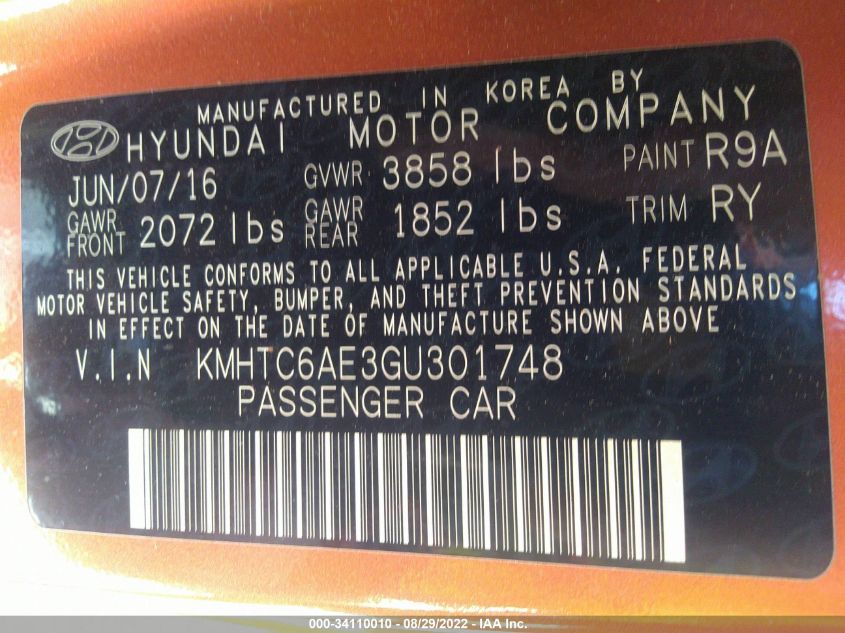 MANUFACTURED IN KOREA BY
HYUNDAI MOTOR COMPANY
JUN/07/16 GVWR 3858 lbs PAINT R9A
GAWR FRONT 2072 lbs GAWR REAR 1852 lbs TRIM RY
THIS VEHICLE CONFORMS TO ALL APPLICABLE U.S.A. FEDERAL
MOTOR VEHICLE SAFETY, BUMPER, AND THEFT PREVENTION STANDARDS
IN EFFECT ON THE DATE OF MANUFACTURE SHOWN ABOVE
V.I.N KMHTC6AE3GU301748
PASSENGER CAR
000-34110010 - 08/29/2022 - IAA Inc.